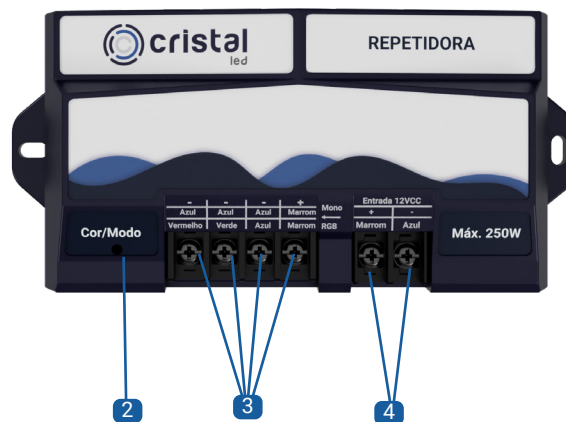 cristal
led
REPETIDORA
- - - +
Azul Azul Azul Marrom Mono
Vermelho Verde Azul Marrom RGB
Entrada 12VCC
+ -
Marrom Azul
Cor/Modo
Máx. 250W
2
3
4